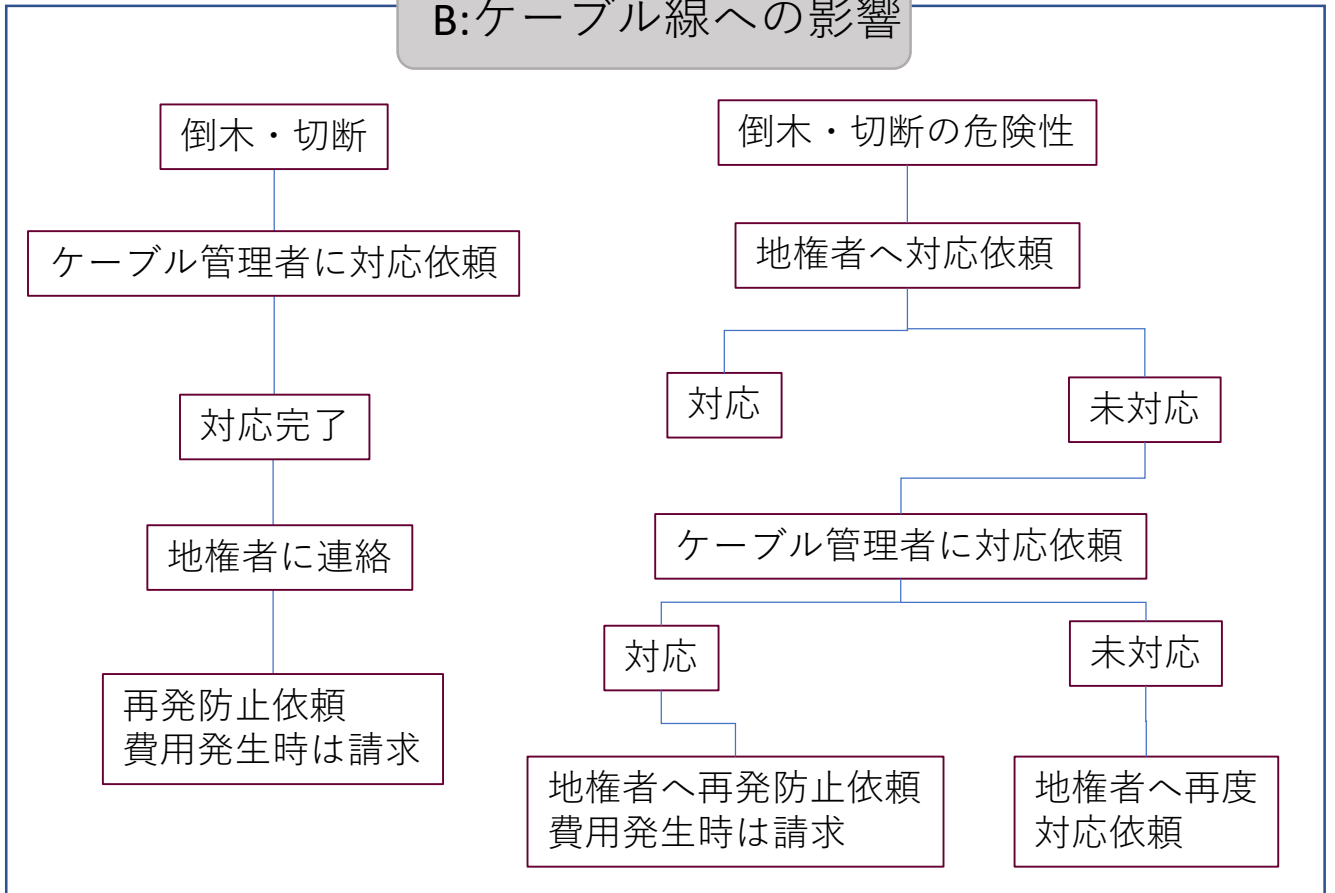 B:ケーブル線への影響
倒木・切断
ケーブル管理者に対応依頼
対応完了
地権者に連絡
再発防止依頼
費用発生時は請求
倒木・切断の危険性
地権者へ対応依頼
対応
未対応
ケーブル管理者に対応依頼
対応
未対応
地権者へ再発防止依頼
費用発生時は請求
地権者へ再度
対応依頼